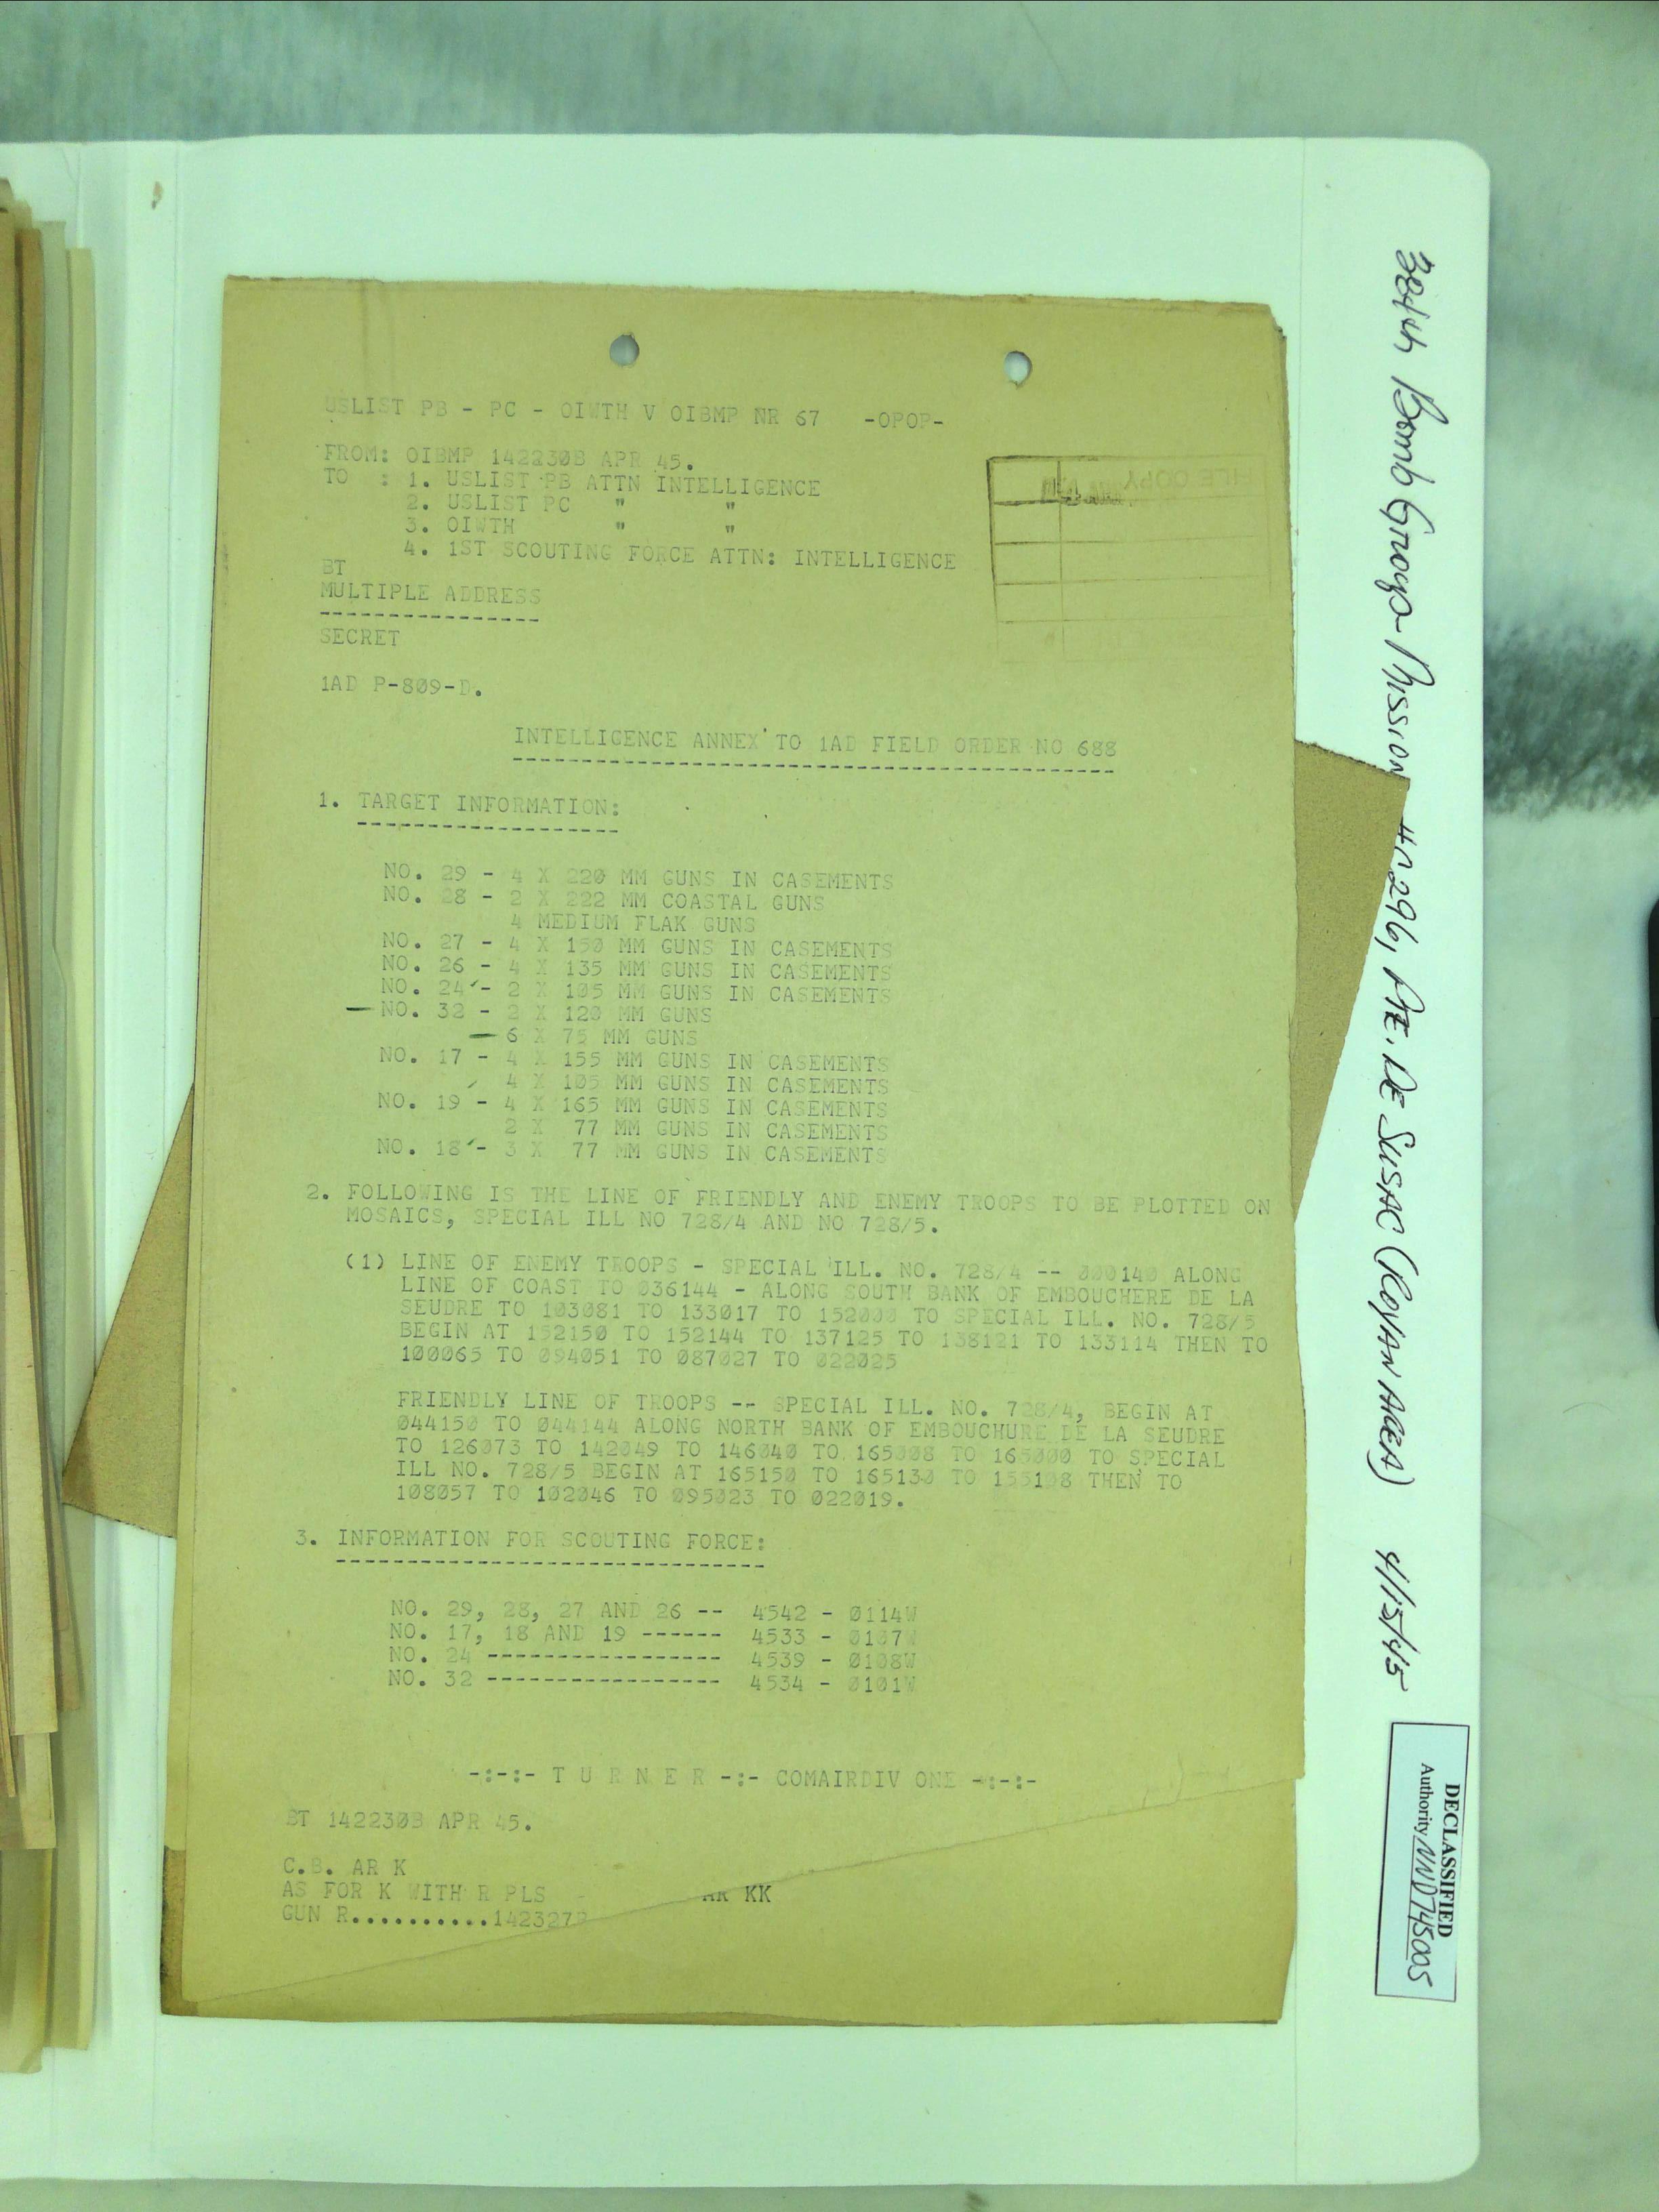 USLIST PB - PC - OIWTH V OIBMP NR 67 -OPOP-
FROM: OIBMP 142230B APR 45.
TO : 1. USLIST PB ATTN INTELLIGENCE
2. USLIST PC " "
3. OIWTH " "
4. 1ST SCOUTING FORCE ATTN: INTELLIGENCE
BT
MULTIPLE ADDRESS
SECRET
1AD P-809-D.
FILE COPY
INTELLIGENCE ANNEX TO 1AD FIELD ORDER NO 688
1. TARGET INFORMATION:
NO. 29 - 4 X 220 MM GUNS IN CASEMENTS
NO. 28 - 2 X 222 MM COASTAL GUNS
4 MEDIUM FLAK GUNS
NO. 27 - 4 X 150 MM GUNS IN CASEMENTS
NO. 26 - 4 X 135 MM GUNS IN CASEMENTS
NO. 24 - 2 X 105 MM GUNS IN CASEMENTS
NO. 32 - 2 X 120 MM GUNS
6 X 75 MM GUNS
NO. 17 - 4 X 155 MM GUNS IN CASEMENTS
4 X 105 MM GUNS IN CASEMENTS
NO. 19 - 4 X 165 MM GUNS IN CASEMENTS
2 X 77 MM GUNS IN CASEMENTS
NO. 18 - 3 X 77 MM GUNS IN CASEMENTS
2. FOLLOWING IS THE LINE OF FRIENDLY AND ENEMY TROOPS TO BE PLOTTED ON
MOSAICS, SPECIAL ILL NO 728/4 AND NO 728/5.
(1) LINE OF ENEMY TROOPS - SPECIAL ILL. NO. 728/4 -- 000140 ALONG
LINE OF COAST TO 036144 - ALONG SOUTH BANK OF EMBOUCHERE DE LA
SEUDRE TO 103081 TO 133017 TO 152000 TO SPECIAL ILL. NO. 728/5
BEGIN AT 152150 TO 152144 TO 137125 TO 138121 TO 133114 THEN TO
100065 TO 094051 TO 087027 TO 022025
FRIENDLY LINE OF TROOPS -- SPECIAL ILL. NO. 728/4, BEGIN AT
044150 TO 044144 ALONG NORTH BANK OF EMBOUCHURE DE LA SEUDRE
TO 126073 TO 142049 TO 146040 TO 165008 TO 165000 TO SPECIAL
ILL NO. 728/5 BEGIN AT 165150 TO 165130 TO 155108 THEN TO
108057 TO 102046 TO 095023 TO 022019.
3. INFORMATION FOR SCOUTING FORCE:
NO. 29, 28, 27 AND 26 -- 4542 - 0114W
NO. 17, 18 AND 19 ------ 4533 - 0107W
NO. 24 ----------------- 4539 - 0108W
NO. 32 ----------------- 4534 - 0101W
-:-:- T U R N E R -:- COMAIRDIV ONE -:-:-
BT 142230B APR 45.
C.B. AR K
AS FOR K WITH R PLS - AR KK
GUN R..........142327B
384th Bomb Group Mission #296, Pte. De Susac (Royan Area) 4/15/45
DECLASSIFIED
Authority NND745005